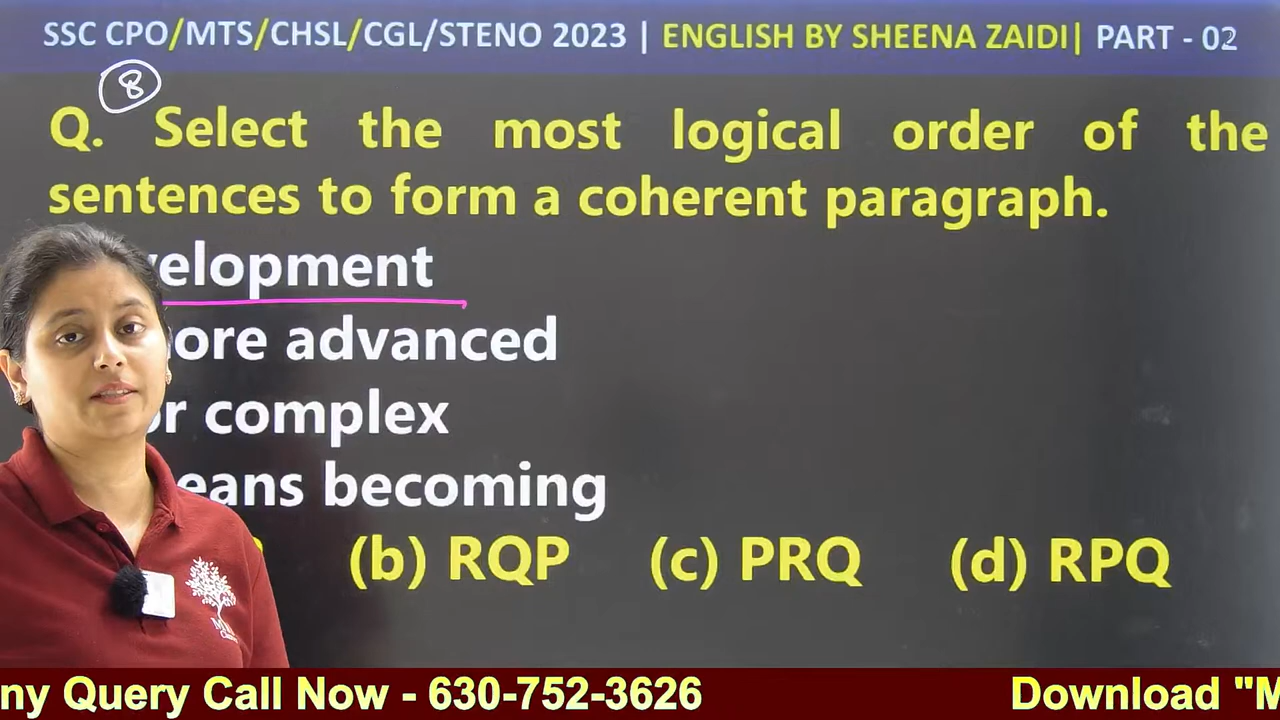 SSC CPO/MTS/CHSL/CGL/STENO 2023 | ENGLISH BY SHEENA ZAIDI| PART - 02
8
Q. Select the most logical order of the
sentences to form a coherent paragraph.
velopment
ore advanced
r complex
eans becoming
(b) RQP (c) PRQ (d) RPQ
ny Query Call Now - 630-752-3626 Download "M